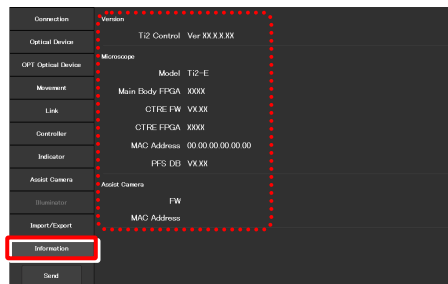 Connection
Optical Device
OPT Optical Device
Movement
Link
Controller
Indicator
Assist Camera
Illuminator
Import/Export
Information
Send
Version
Ti2 Control Ver XX.X.X.XX
Microscope
Model Ti2-E
Main Body FPGA XXXX
CTRE FW VX.XX
CTRE FPGA XXXX
MAC Address 00.00.00.00.00.00
PFS DB VX.XX
Assist Camera
FW
MAC Address